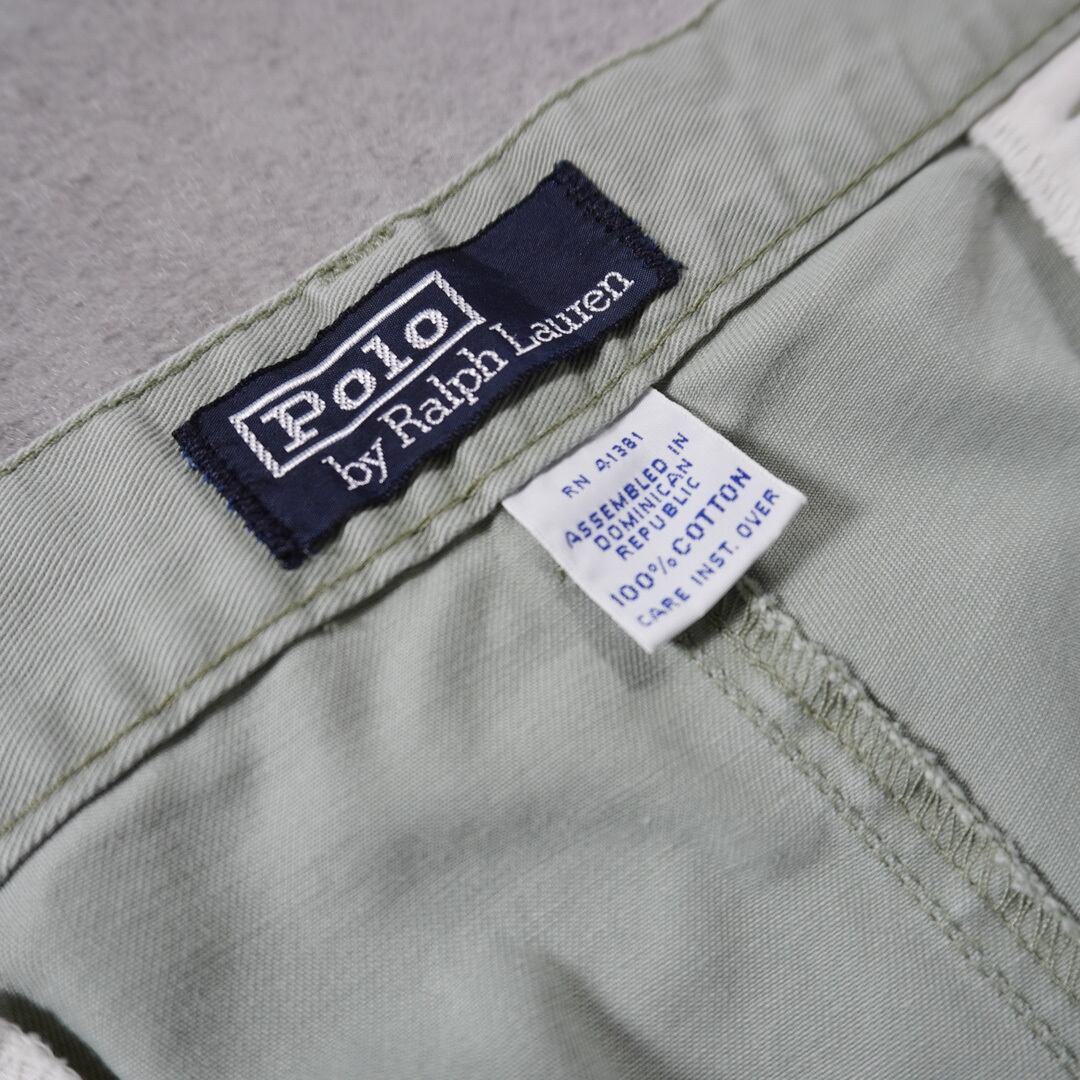 Polo
by Ralph Lauren
RN 41381
ASSEMBLED IN
DOMINICAN
REPUBLIC
100% COTTON
CARE INST. OVER